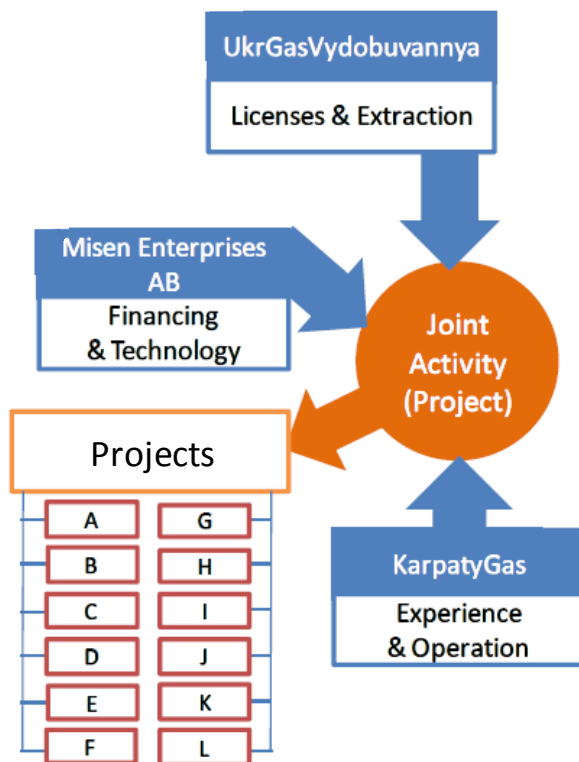 UkrGasVydobuvannya
Licenses & Extraction
Misen Enterprises
AB
Financing
& Technology
Joint
Activity
(Project)
Projects
A
B
C
D
E
F
G
H
I
J
K
L
KarpatyGas
Experience
& Operation